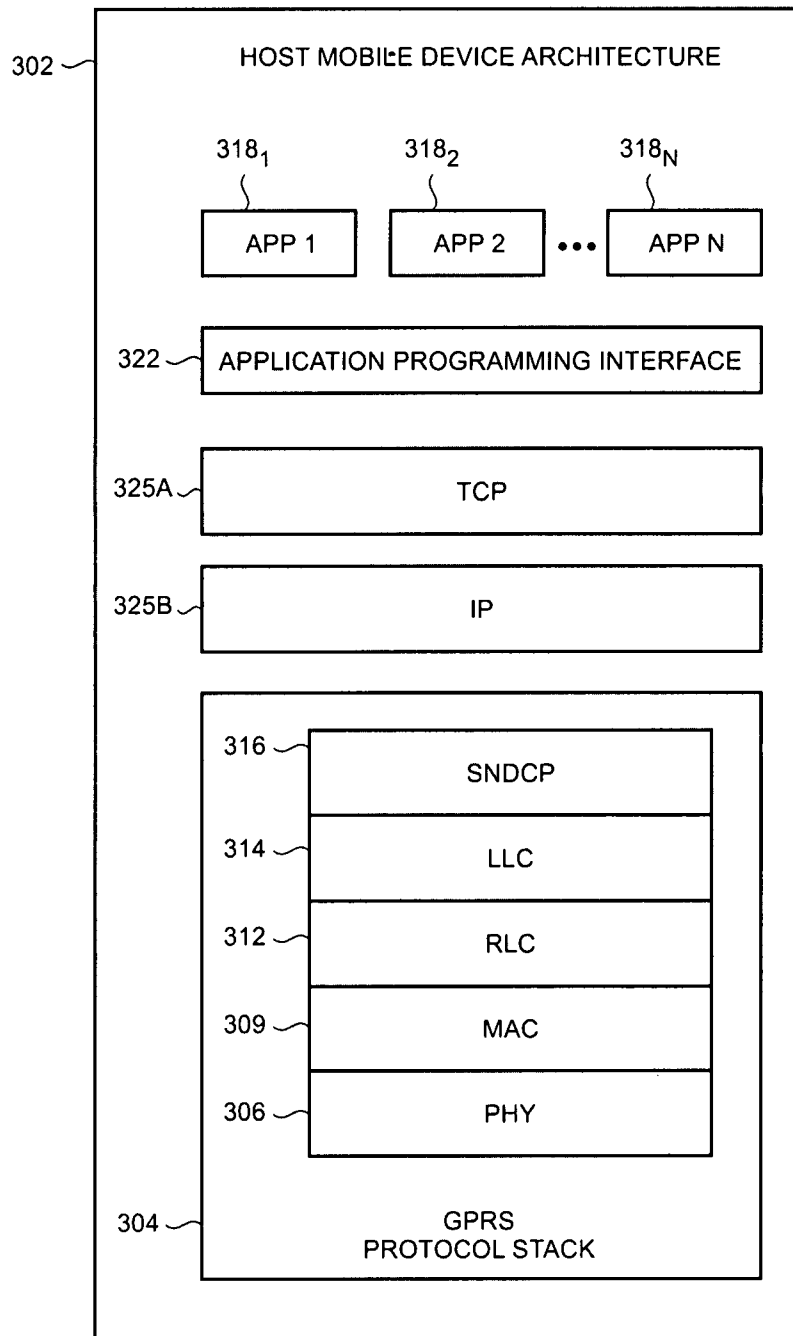 302
HOST MOBILE DEVICE ARCHITECTURE
318₁ 318₂ 318N
APP 1 APP 2 ••• APP N
322 APPLICATION PROGRAMMING INTERFACE
325A TCP
325B IP
316 SNDCP
314 LLC
312 RLC
309 MAC
306 PHY
304 GPRS
PROTOCOL STACK